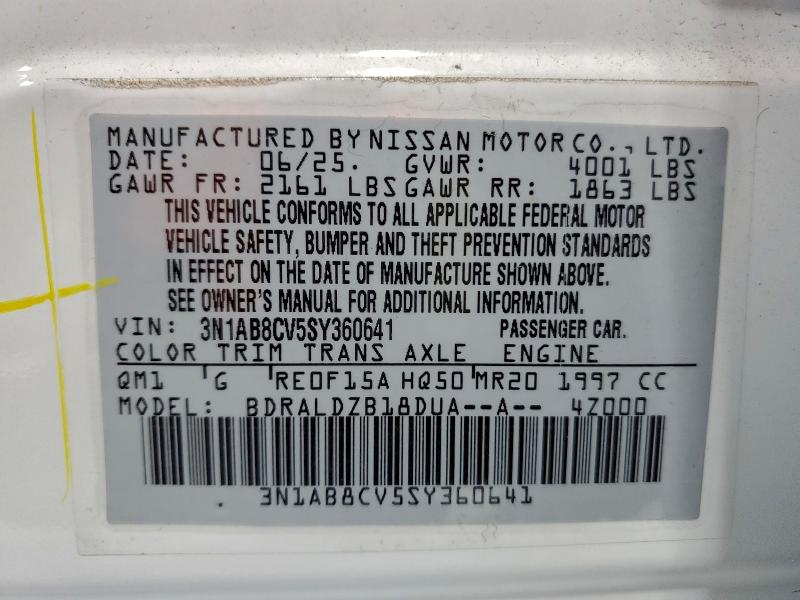 MANUFACTURED BY NISSAN MOTOR CO., LTD.
DATE: 06/25. GVWR: 4001 LBS
GAWR FR: 2161 LBS GAWR RR: 1863 LBS
THIS VEHICLE CONFORMS TO ALL APPLICABLE FEDERAL MOTOR
VEHICLE SAFETY, BUMPER AND THEFT PREVENTION STANDARDS
IN EFFECT ON THE DATE OF MANUFACTURE SHOWN ABOVE.
SEE OWNER'S MANUAL FOR ADDITIONAL INFORMATION.
VIN: 3N1AB8CV5SY360641 PASSENGER CAR.
COLOR TRIM TRANS AXLE ENGINE
QM1 G RE0F15A HQ50 MR20 1997 CC
MODEL: BDRALDZB18DUA--A-- 4Z000
3N1AB8CV5SY360641